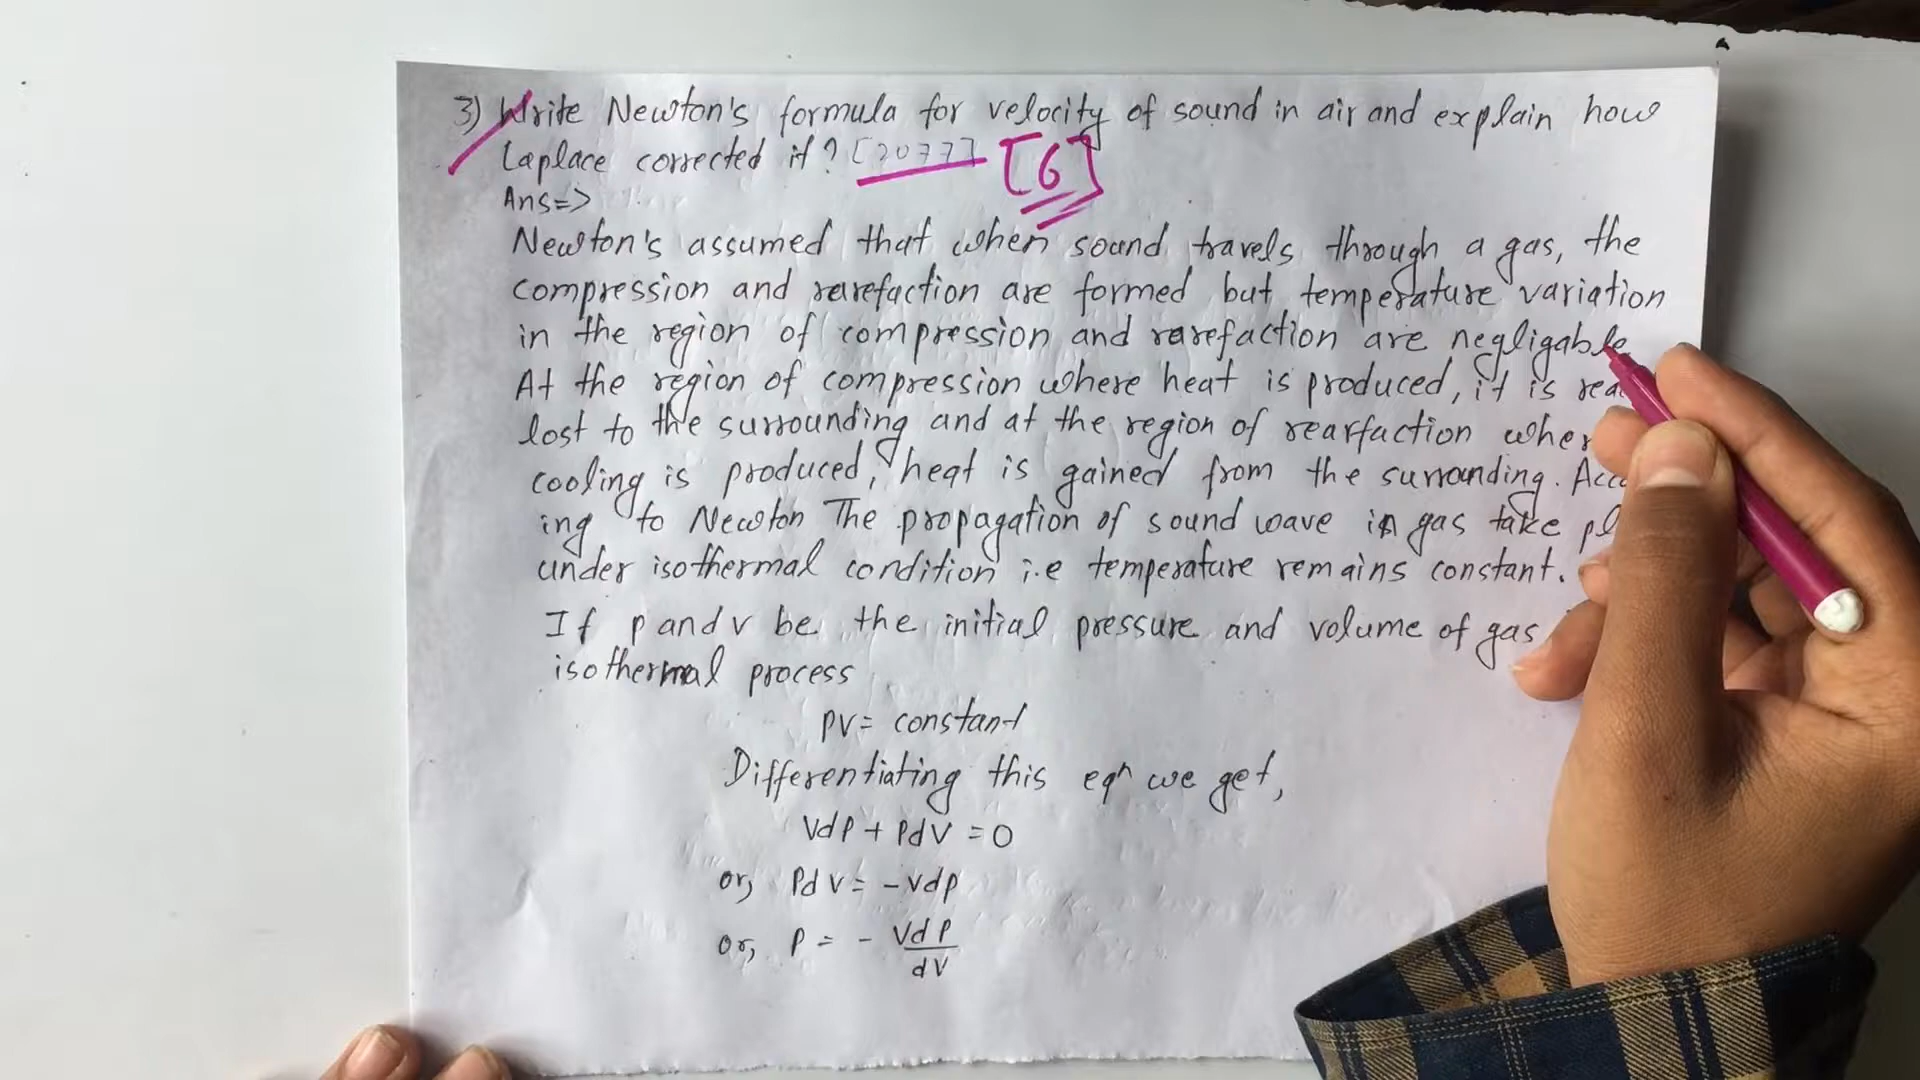 3) Write Newton's formula for velocity of sound in air and explain how
Laplace corrected it? [2077] [6]
Ans=>
Newton's assumed that when sound travels through a gas, the
compression and rarefaction are formed but temperature variation
in the region of compression and rarefaction are negligable
At the region of compression where heat is produced, it is rea
lost to the surrounding and at the region of rearfaction wher
cooling is produced, heat is gained from the surranding. Acco
ing to Newton The propagation of sound wave in gas take pl
under isothermal condition i.e temperature remains constant.
If p and v be the initial pressure and volume of gas
isothermal process
PV= constant
Differentiating this eqn we get,
VdP + PdV =0
or, PdV= -vdp
or, P = - VdP/dV